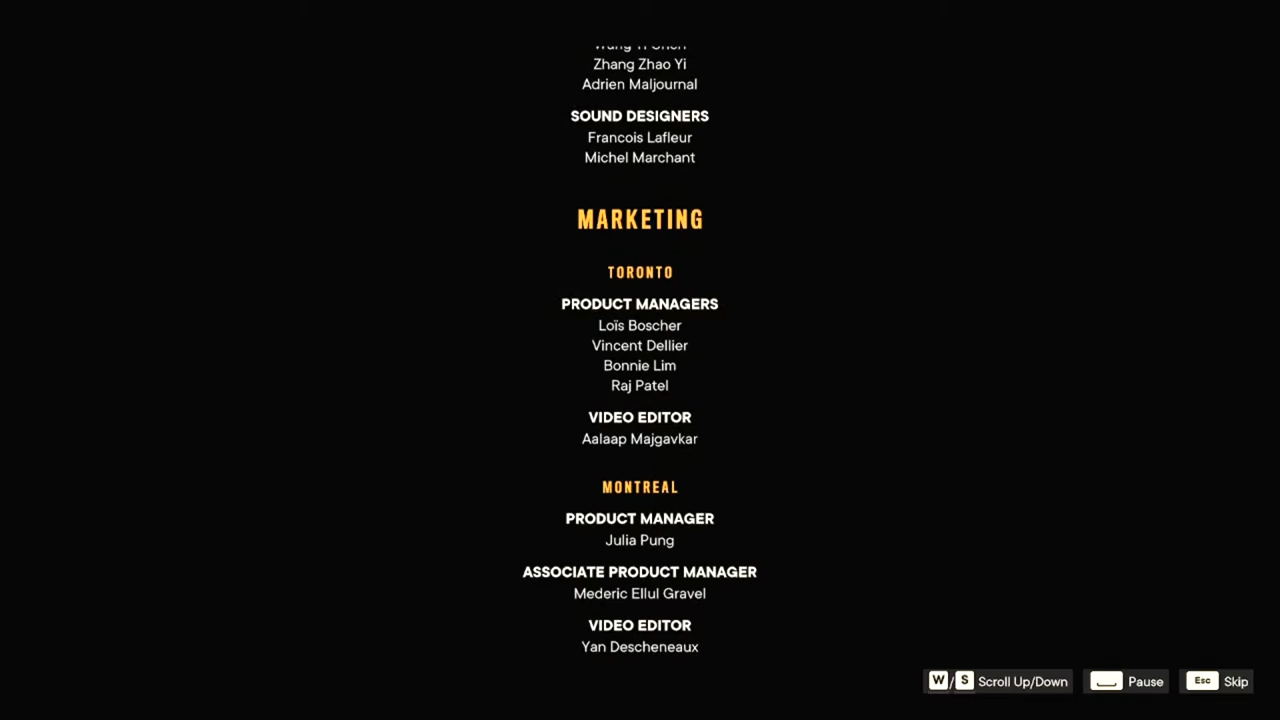 Zhang Zhao Yi
Adrien Maljournal
SOUND DESIGNERS
Francois Lafleur
Michel Marchant
MARKETING
TORONTO
PRODUCT MANAGERS
Loïs Boscher
Vincent Dellier
Bonnie Lim
Raj Patel
VIDEO EDITOR
Aalaap Majgavkar
MONTREAL
PRODUCT MANAGER
Julia Pung
ASSOCIATE PRODUCT MANAGER
Mederic Ellul Gravel
VIDEO EDITOR
Yan Descheneaux
W/S Scroll Up/Down Pause Esc Skip